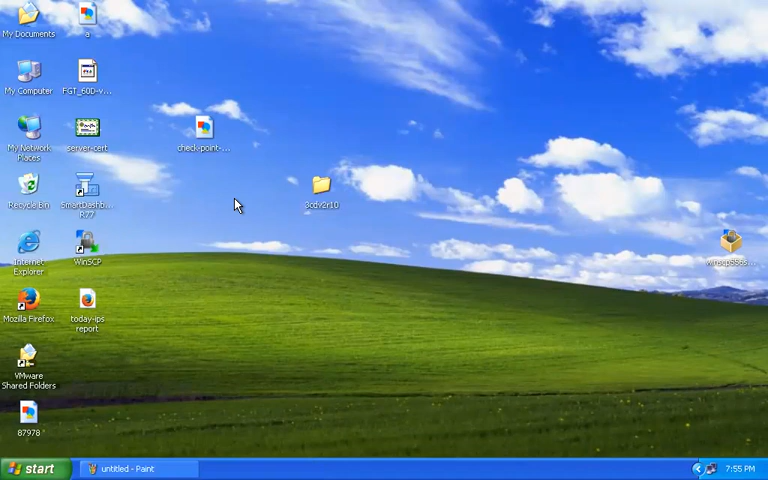 My Documents
a
My Computer
FGT_60D-v...
My Network
Places
server-cert
check-point-...
Recycle Bin
SmartDashb...
R77
3cdv2r10
Internet
Explorer
WinSCP
Mozilla Firefox
today-ips
report
VMware
Shared Folders
87978
start
untitled - Paint
7:55 PM